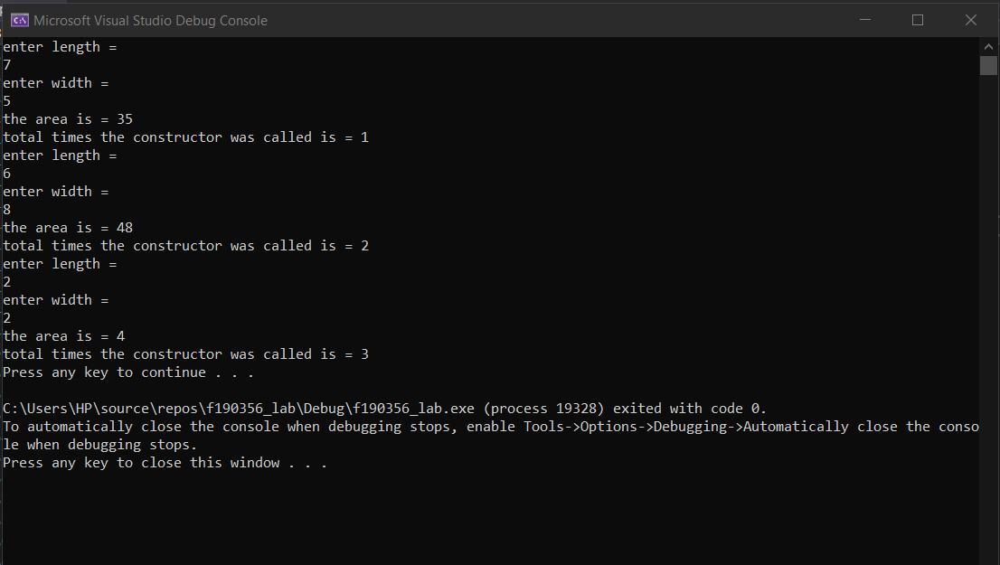 Microsoft Visual Studio Debug Console
enter length =
7
enter width =
5
the area is = 35
total times the constructor was called is = 1
enter length =
6
enter width =
8
the area is = 48
total times the constructor was called is = 2
enter length =
2
enter width =
2
the area is = 4
total times the constructor was called is = 3
Press any key to continue . . .
C:\Users\HP\source\repos\f190356_lab\Debug\f190356_lab.exe (process 19328) exited with code 0.
To automatically close the console when debugging stops, enable Tools->Options->Debugging->Automatically close the conso
le when debugging stops.
Press any key to close this window . . .